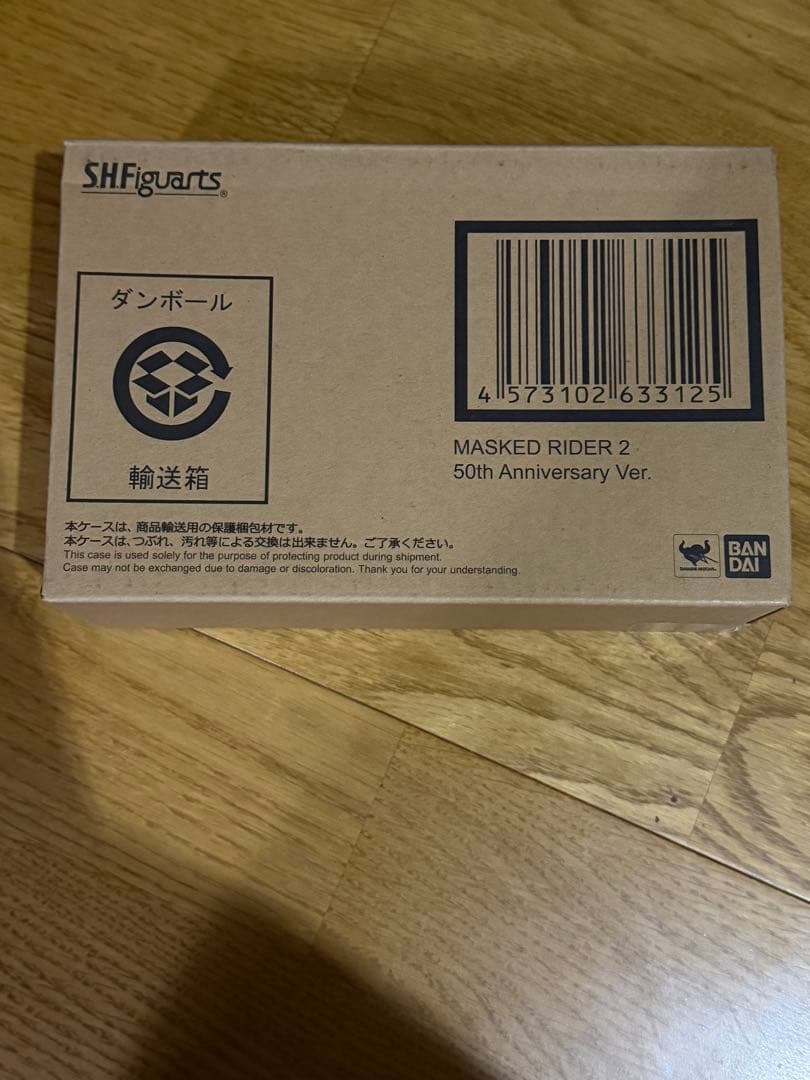 S.H.Figuarts®
ダンボール
輸送箱
4 573102 633125
MASKED RIDER 2
50th Anniversary Ver.
本ケースは、商品輸送用の保護梱包材です。
本ケースは、つぶれ、汚れ等による交換は出来ません。ご了承ください。
This case is used solely for the purpose of protecting product during shipment.
Case may not be exchanged due to damage or discoloration. Thank you for your understanding.
TAMASHII NATIONS
BAN
DAI